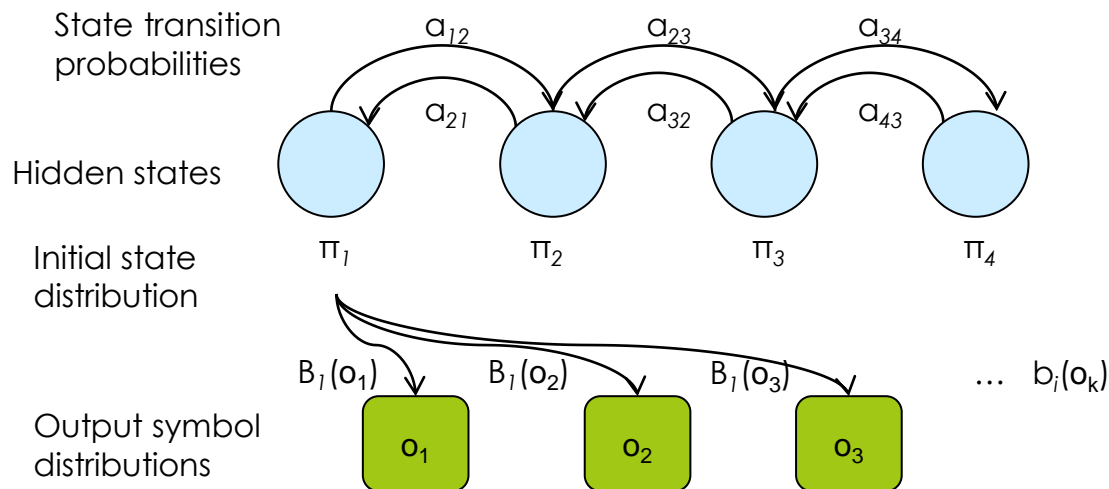 State transition
probabilities
a12 a23 a34
a21 a32 a43
Hidden states
π1 π2 π3 π4
Initial state
distribution
B1(o1) B1(o2) B1(o3) … bi(ok)
Output symbol
distributions
o1 o2 o3